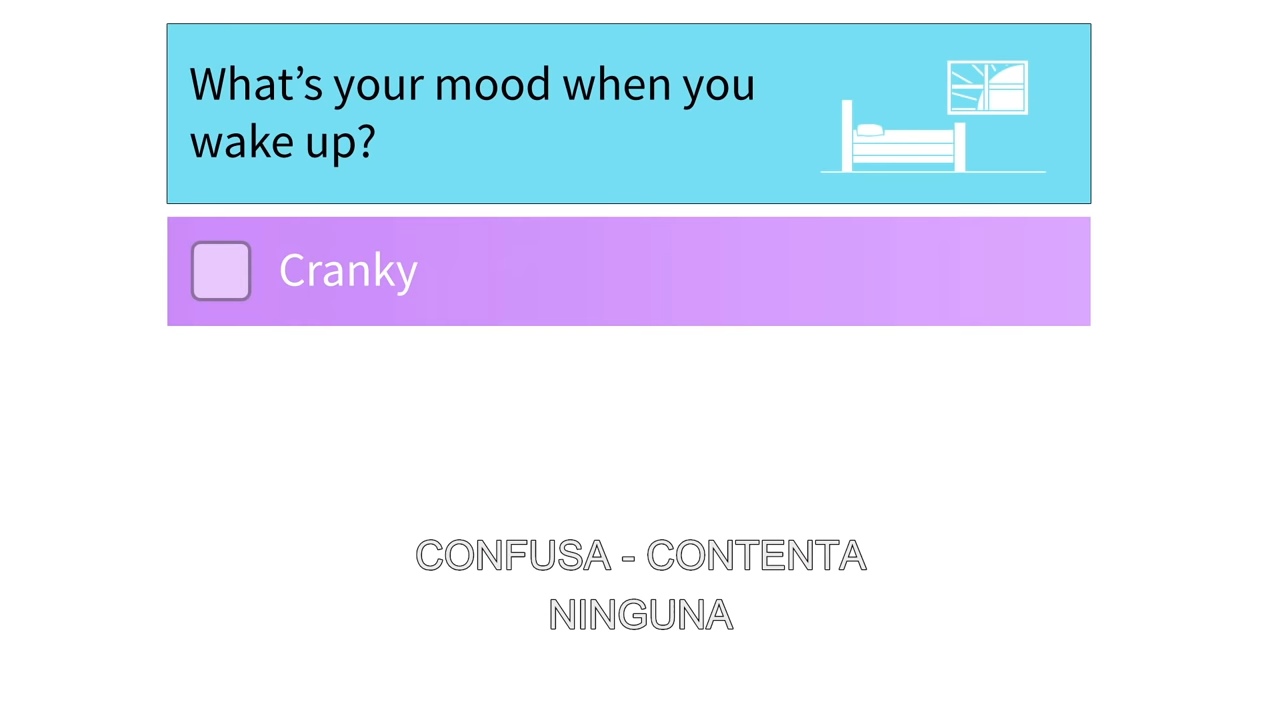 What’s your mood when you
wake up?
Cranky
CONFUSA - CONTENTA
NINGUNA